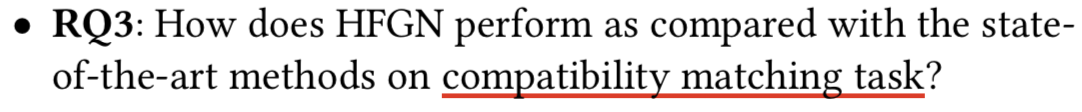 • RQ3: How does HFGN perform as compared with the state-
of-the-art methods on compatibility matching task?